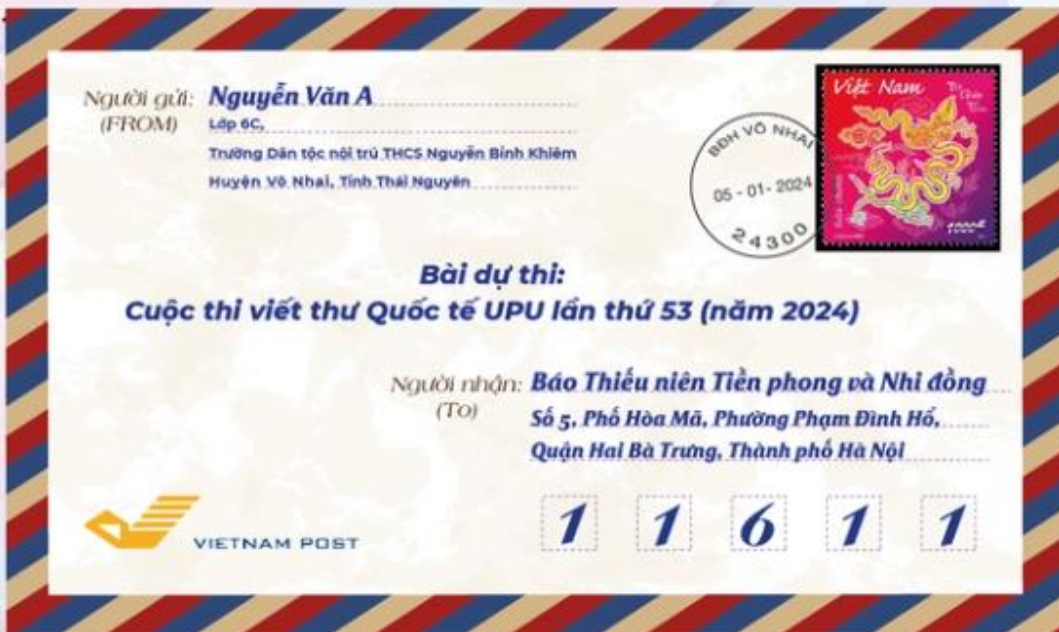 Người gửi: Nguyễn Văn A
(FROM)
Lớp 6C,
Trường Dân tộc nội trú THCS Nguyễn Bỉnh Khiêm
Huyện Võ Nhai, Tỉnh Thái Nguyên
BĐH VÕ NHAI
05 - 01 - 2024
24300
Việt Nam
Bài dự thi:
Cuộc thi viết thư Quốc tế UPU lần thứ 53 (năm 2024)
Người nhận: Báo Thiếu niên Tiền phong và Nhi đồng
(To)
Số 5, Phố Hòa Mã, Phường Phạm Đình Hổ,
Quận Hai Bà Trưng, Thành phố Hà Nội
1 1 6 1 1
VIETNAM POST